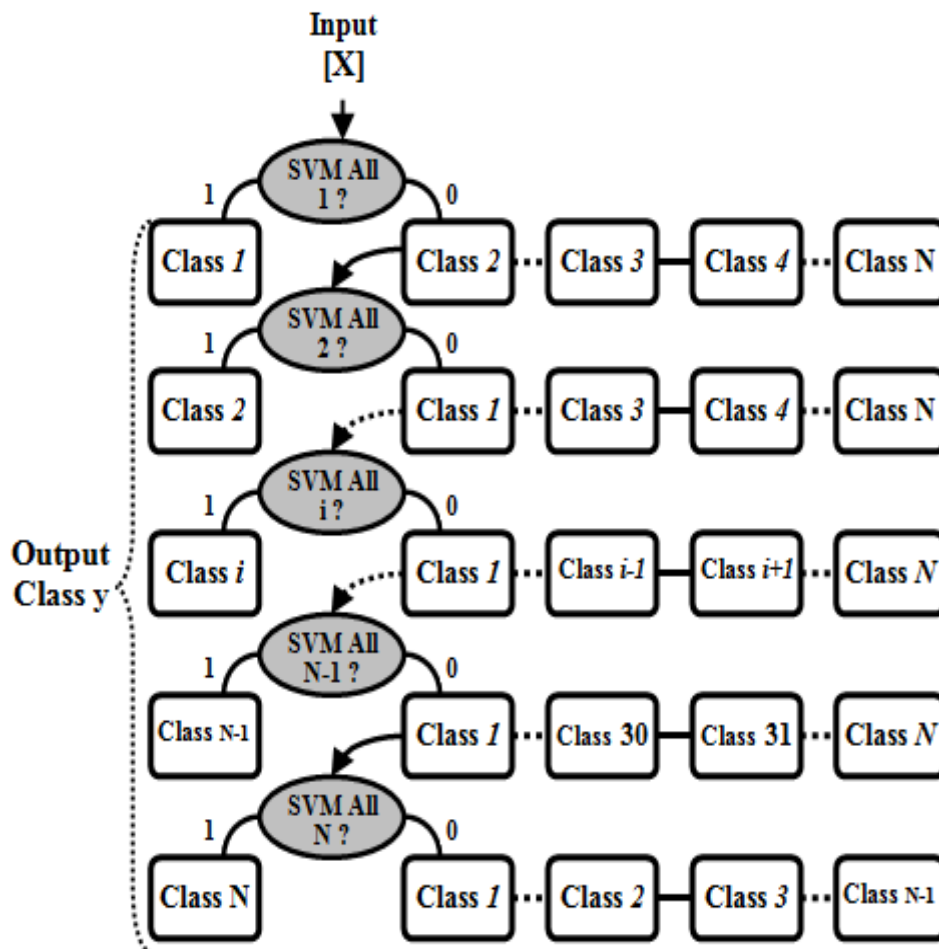 Input
[X]
SVM All
1 ?
1
0
Class 1
Class 2
Class 3
Class 4
Class N
SVM All
2 ?
1
0
Class 2
Class 1
Class 3
Class 4
Class N
SVM All
i ?
1
0
Output
Class y
Class i
Class 1
Class i-1
Class i+1
Class N
SVM All
N-1 ?
1
0
Class N-1
Class 1
Class 30
Class 31
Class N
SVM All
N ?
1
0
Class N
Class 1
Class 2
Class 3
Class N-1